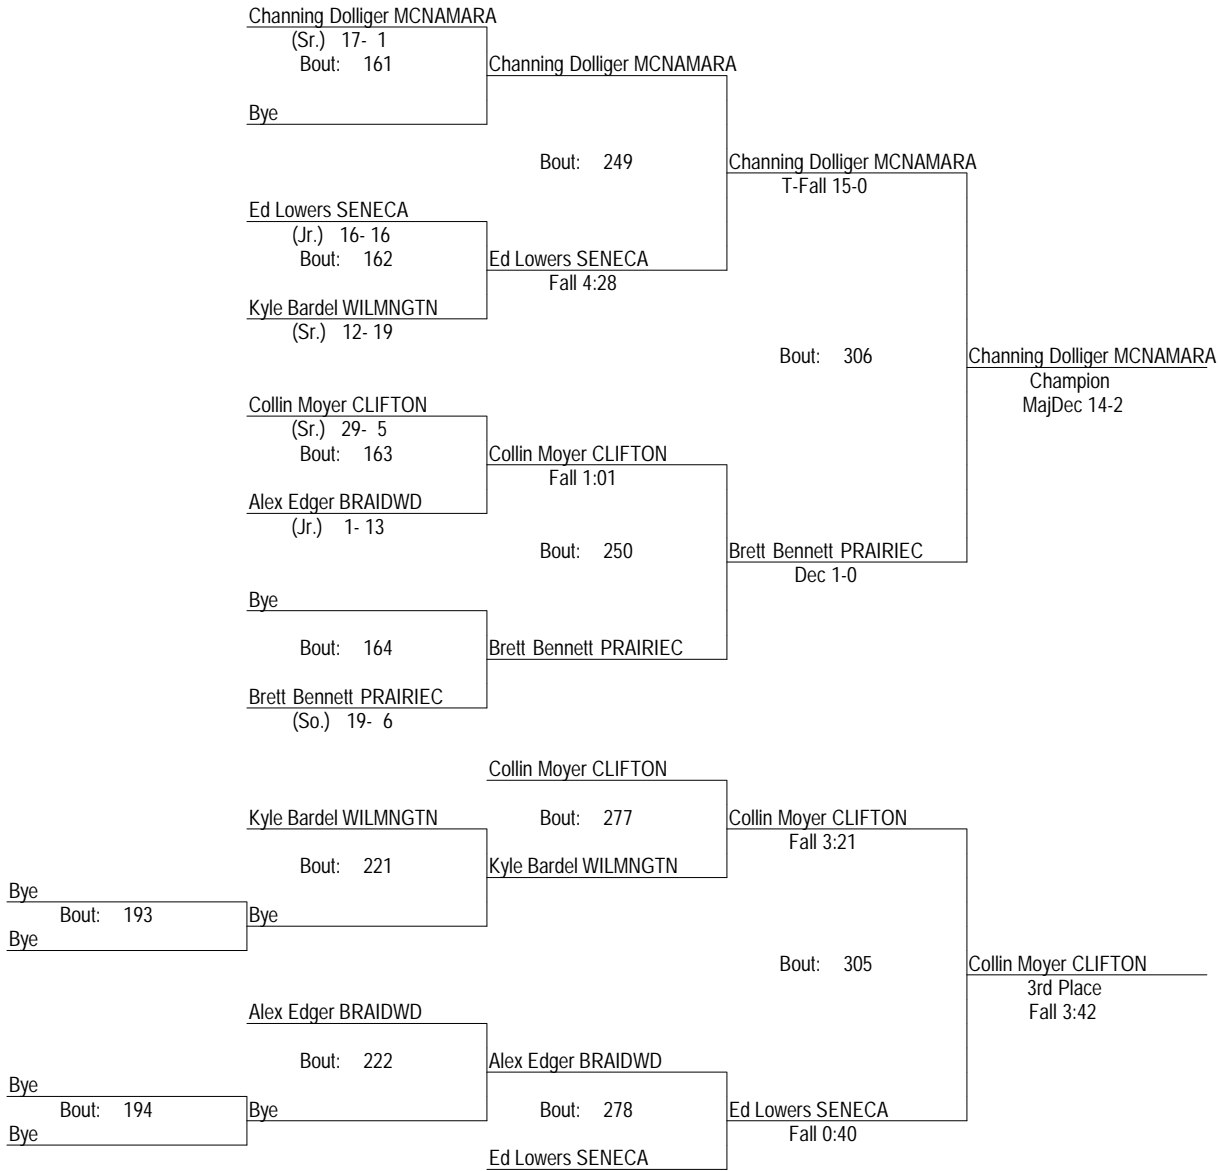 Channing Dolliger MCNAMARA
(Sr.) 17- 1
Bout: 161
Channing Dolliger MCNAMARA
Bye
Bout: 249
Channing Dolliger MCNAMARA
T-Fall 15-0
Ed Lowers SENECA
(Jr.) 16- 16
Bout: 162
Ed Lowers SENECA
Fall 4:28
Kyle Bardel WILMNGTN
(Sr.) 12- 19
Bout: 306
Channing Dolliger MCNAMARA
Champion
MajDec 14-2
Collin Moyer CLIFTON
(Sr.) 29- 5
Bout: 163
Collin Moyer CLIFTON
Fall 1:01
Alex Edger BRAIDWD
(Jr.) 1- 13
Bout: 250
Brett Bennett PRAIRIEC
Dec 1-0
Bye
Bout: 164
Brett Bennett PRAIRIEC
Brett Bennett PRAIRIEC
(So.) 19- 6
Collin Moyer CLIFTON
Kyle Bardel WILMNGTN
Bout: 277
Collin Moyer CLIFTON
Fall 3:21
Bout: 221
Kyle Bardel WILMNGTN
Bye
Bout: 193
Bye
Bye
Bout: 305
Collin Moyer CLIFTON
3rd Place
Fall 3:42
Alex Edger BRAIDWD
Bout: 222
Alex Edger BRAIDWD
Bye
Bout: 194
Bye
Bout: 278
Ed Lowers SENECA
Fall 0:40
Bye
Ed Lowers SENECA